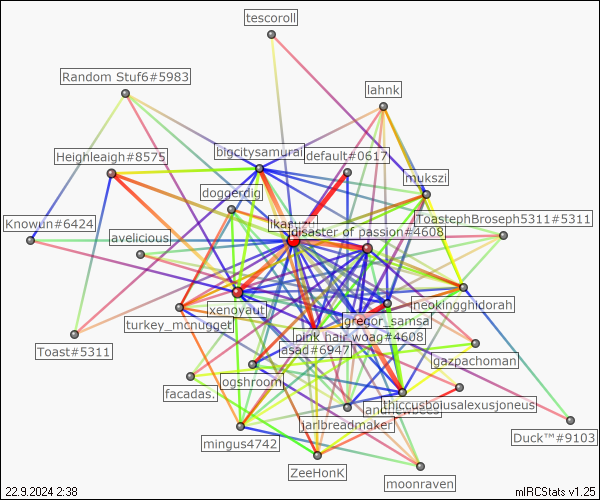 tescoroll
Random Stuf6#5983
lahnk
bigcitysamurai
default#0617
Heighleaigh#8575
mukszi
doggerdig
ToastephBroseph5311#5311
Knowun#6424
avelicious
disaster of passion#4608
xenoyaut
neokingghidorah
turkey_mcnugget
gregor_samsa
pink hair woag#4608
Toast#5311
asad#6947
gazpachoman
facadas.
ogshroom
thiccusboiusalexusjoneus
jarlbreadmaker
mingus4742
Duck™#9103
ZeeHonK
moonraven
22.9.2024 2:38
mIRCStats v1.25